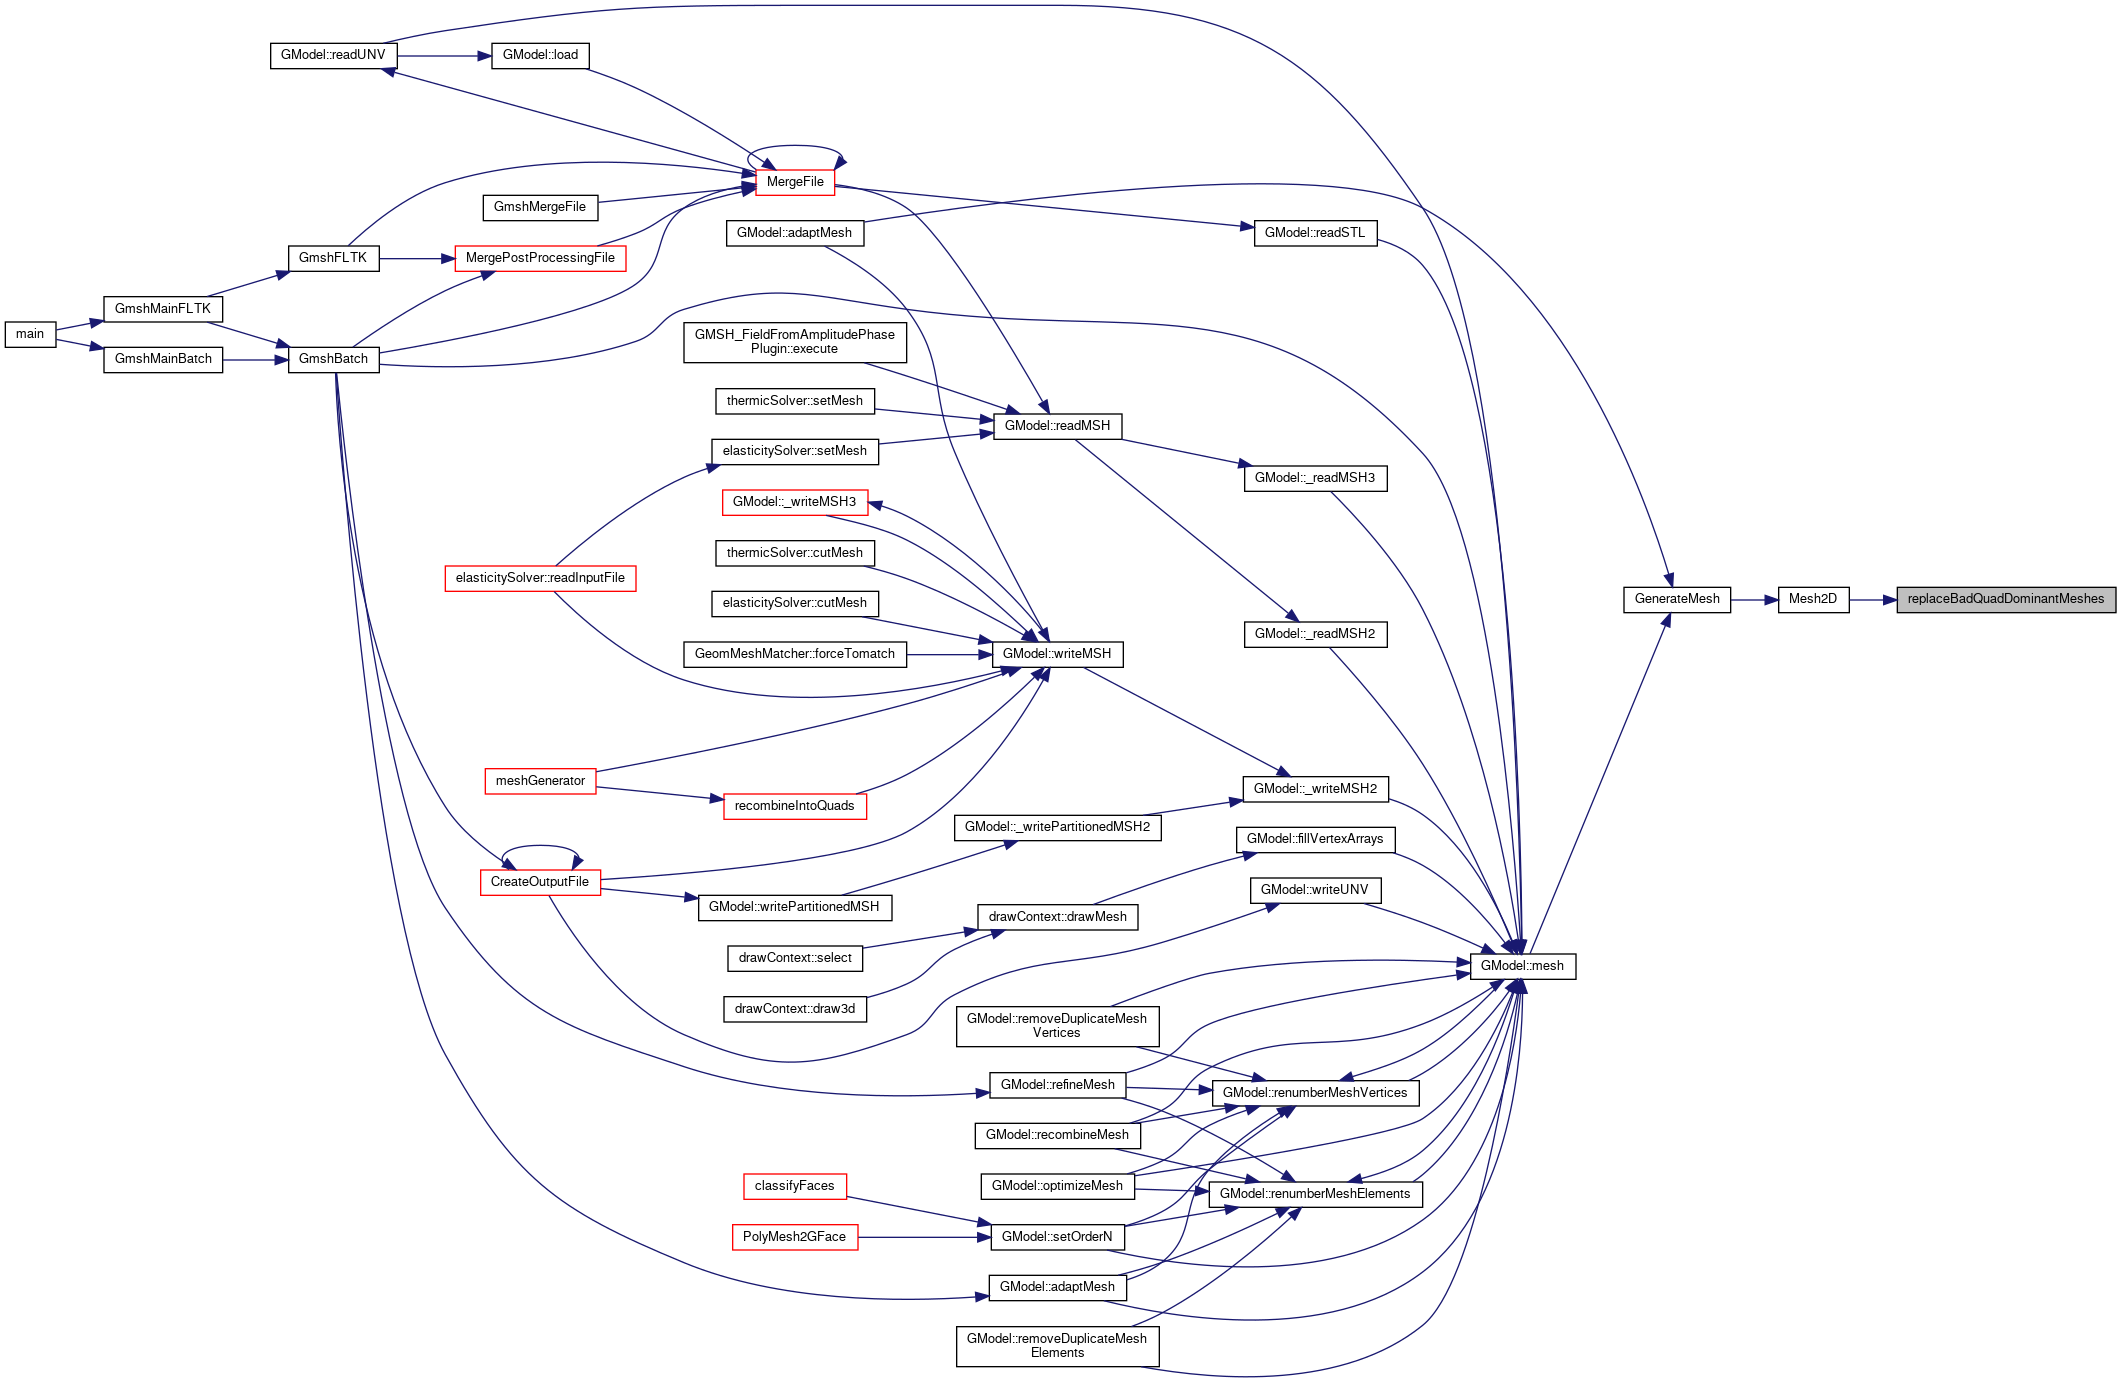 GModel::readUNV
GModel::load
MergeFile
GmshMergeFile
GModel::adaptMesh
GModel::readSTL
GmshFLTK
MergePostProcessingFile
GmshMainFLTK
main
GmshMainBatch
GmshBatch
GMSH_FieldFromAmplitudePhase
Plugin::execute
thermicSolver::setMesh
GModel::readMSH
elasticitySolver::setMesh
GModel::_readMSH3
GModel::_writeMSH3
thermicSolver::cutMesh
elasticitySolver::readInputFile
elasticitySolver::cutMesh
GenerateMesh
Mesh2D
replaceBadQuadDominantMeshes
GModel::_readMSH2
GeomMeshMatcher::forceTomatch
GModel::writeMSH
meshGenerator
recombineIntoQuads
GModel::_writeMSH2
GModel::_writePartitionedMSH2
GModel::fillVertexArrays
CreateOutputFile
GModel::writeUNV
GModel::writePartitionedMSH
drawContext::drawMesh
drawContext::select
GModel::mesh
drawContext::draw3d
GModel::removeDuplicateMesh
Vertices
GModel::refineMesh
GModel::renumberMeshVertices
GModel::recombineMesh
classifyFaces
GModel::optimizeMesh
GModel::renumberMeshElements
PolyMesh2GFace
GModel::setOrderN
GModel::adaptMesh
GModel::removeDuplicateMesh
Elements